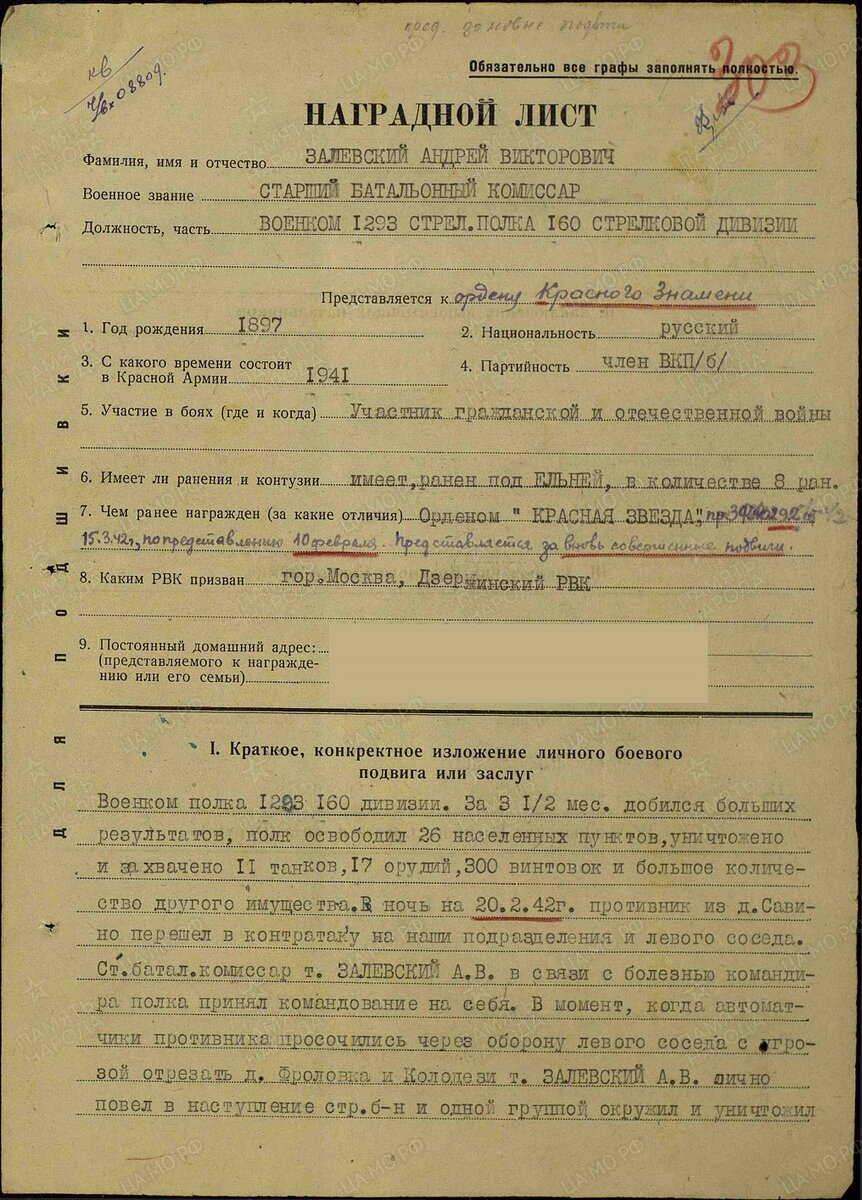 прод. за новые подвиги
Обязательно все графы заполнять полностью.
303
НАГРАДНОЙ ЛИСТ
Фамилия, имя и отчество ЗАЛЕВСКИЙ АНДРЕЙ ВИКТОРОВИЧ
Военное звание СТАРШИЙ БАТАЛЬОННЫЙ КОМИССАР
Должность, часть ВОЕНКОМ 1293 СТРЕЛ.ПОЛКА 160 СТРЕЛКОВОЙ ДИВИЗИИ
Представляется к ордену Красного Знамени
1. Год рождения 1897 2. Национальность русский
3. С какого времени состоит
в Красной Армии 1941 4. Партийность член ВКП/б/
5. Участие в боях (где и когда) Участник гражданской и отечественной войны
6. Имеет ли ранения и контузии имеет,ранен под ЕЛЬНЕЙ, в количестве 8 ран.
7. Чем ранее награжден (за какие отличия) Орденом " КРАСНАЯ ЗВЕЗДА",
15.3.42г, по представлению 10 февраля. Представляется за вновь совершенные подвиги.
8. Каким РВК призван гор.Москва, Дзержинский РВК
9. Постоянный домашний адрес:
(представляемого к награжде-
нию или его семьи)
ДЛЯ ПОДШИВКИ
I. Краткое, конкректное изложение личного боевого
подвига или заслуг
Военком полка 1293 160 дивизии. За 3 1/2 мес. добился больших
результатов, полк освободил 26 населенных пунктов,уничтожено
и захвачено 11 танков,17 орудий,300 винтовок и большое количе-
ство другого имущества.В ночь на 20.2.42г. противник из д.Сави-
но перешел в контратаку на наши подразделения и левого соседа.
Ст.батал.комиссар т. ЗАЛЕВСКИЙ А.В. в связи с болезнью команди-
ра полка принял командование на себя. В момент, когда автомат-
чики противника просочились через оборону левого соседа с угро-
зой отрезать д. Фроловка и Колодези т. ЗАЛЕВСКИЙ А.В. лично
повел в наступление стр.б-н и одной группой окружил и уничтожил